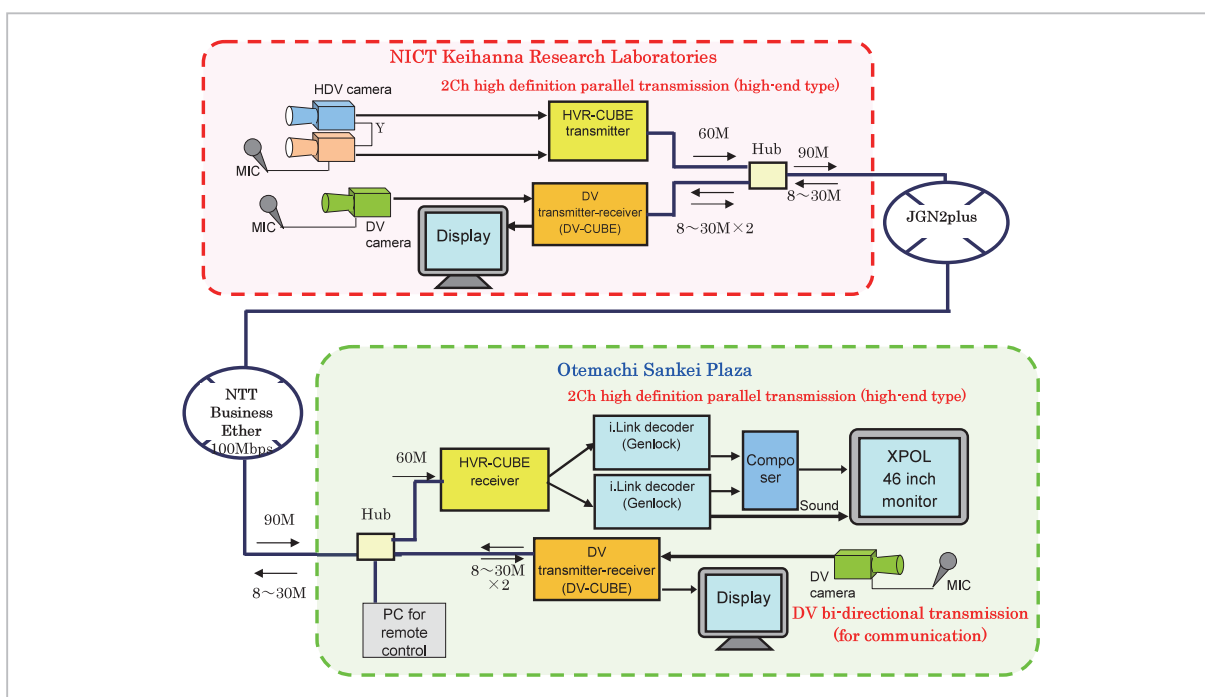 NICT Keihanna Research Laboratories
2Ch high definition parallel transmission (high-end type)
HDV camera
Y
MIC
HVR-CUBE
transmitter
60M
Hub
90M
8～30M
MIC
DV
camera
Display
DV
transmitter-receiver
(DV-CUBE)
8～30M×2
JGN2plus
NTT
Business
Ether
100Mbps
Otemachi Sankei Plaza
2Ch high definition parallel transmission (high-end type)
60M
HVR-CUBE
receiver
i.Link decoder
(Genlock)
i.Link decoder
(Genlock)
Compo
ser
Sound
XPOL
46 inch
monitor
90M
8～30M
Hub
8～30M
×2
DV
transmitter-receiver
(DV-CUBE)
Display
DV
camera
MIC
DV bi-directional transmission
(for communication)
PC for
remote
control